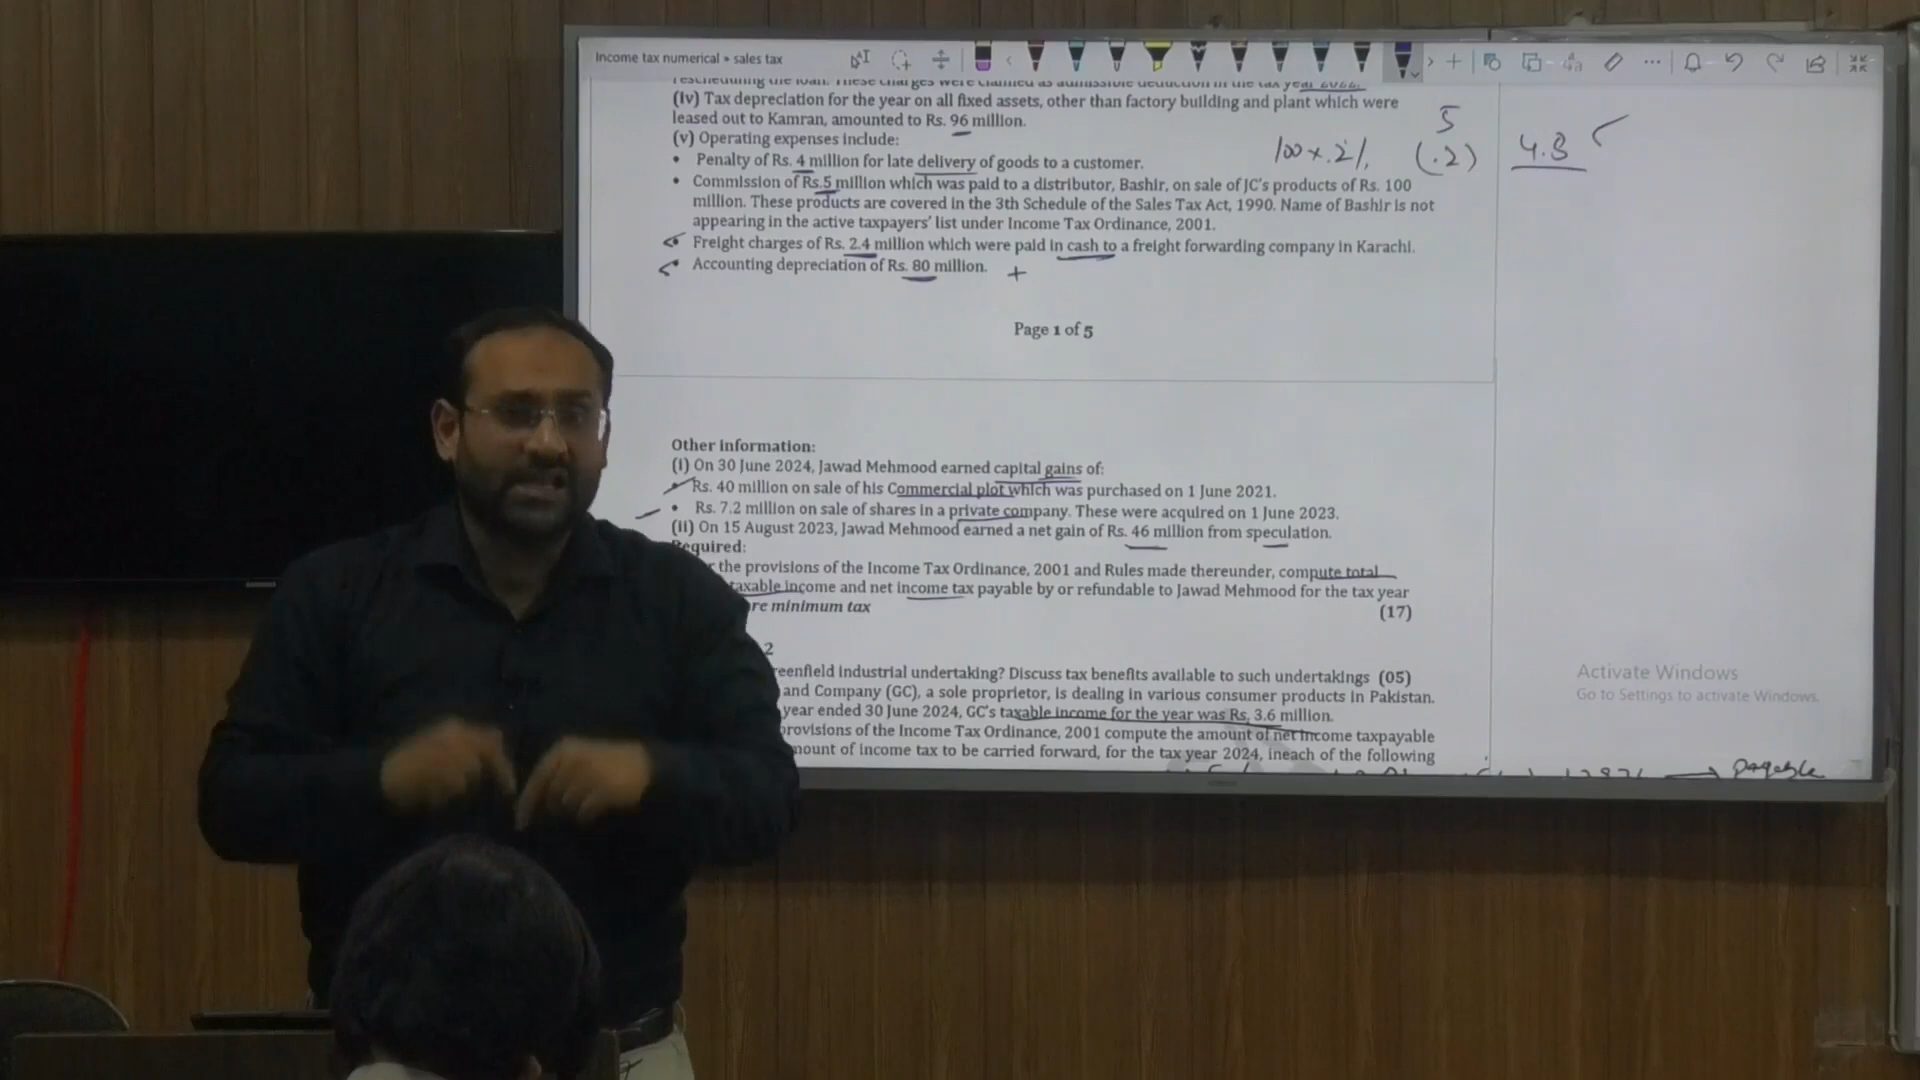 Income tax numerical + sales tax
rescheduling the loan. These charges were claimed as admissible deduction in the tax year 2022.
(iv) Tax depreciation for the year on all fixed assets, other than factory building and plant which were
leased out to Kamran, amounted to Rs. 96 million.
(v) Operating expenses include:
• Penalty of Rs. 4 million for late delivery of goods to a customer.
• Commission of Rs.5 million which was paid to a distributor, Bashir, on sale of JC's products of Rs. 100
million. These products are covered in the 3th Schedule of the Sales Tax Act, 1990. Name of Bashir is not
appearing in the active taxpayers' list under Income Tax Ordinance, 2001.
Freight charges of Rs. 2.4 million which were paid in cash to a freight forwarding company in Karachi.
Accounting depreciation of Rs. 80 million. +
5
100 x .2%
(.2)
4.8
Page 1 of 5
Other information:
(i) On 30 June 2024, Jawad Mehmood earned capital gains of:
Rs. 40 million on sale of his Commercial plot which was purchased on 1 June 2021.
• Rs. 7.2 million on sale of shares in a private company. These were acquired on 1 June 2023.
(ii) On 15 August 2023, Jawad Mehmood earned a net gain of Rs. 46 million from speculation.
Required:
the provisions of the Income Tax Ordinance, 2001 and Rules made thereunder, compute total
taxable income and net income tax payable by or refundable to Jawad Mehmood for the tax year
re minimum tax (17)
2
reenfield industrial undertaking? Discuss tax benefits available to such undertakings (05)
and Company (GC), a sole proprietor, is dealing in various consumer products in Pakistan.
year ended 30 June 2024, GC's taxable income for the year was Rs. 3.6 million.
provisions of the Income Tax Ordinance, 2001 compute the amount of net income taxpayable
mount of income tax to be carried forward, for the tax year 2024, ineach of the following
payable
Activate Windows
Go to Settings to activate Windows.